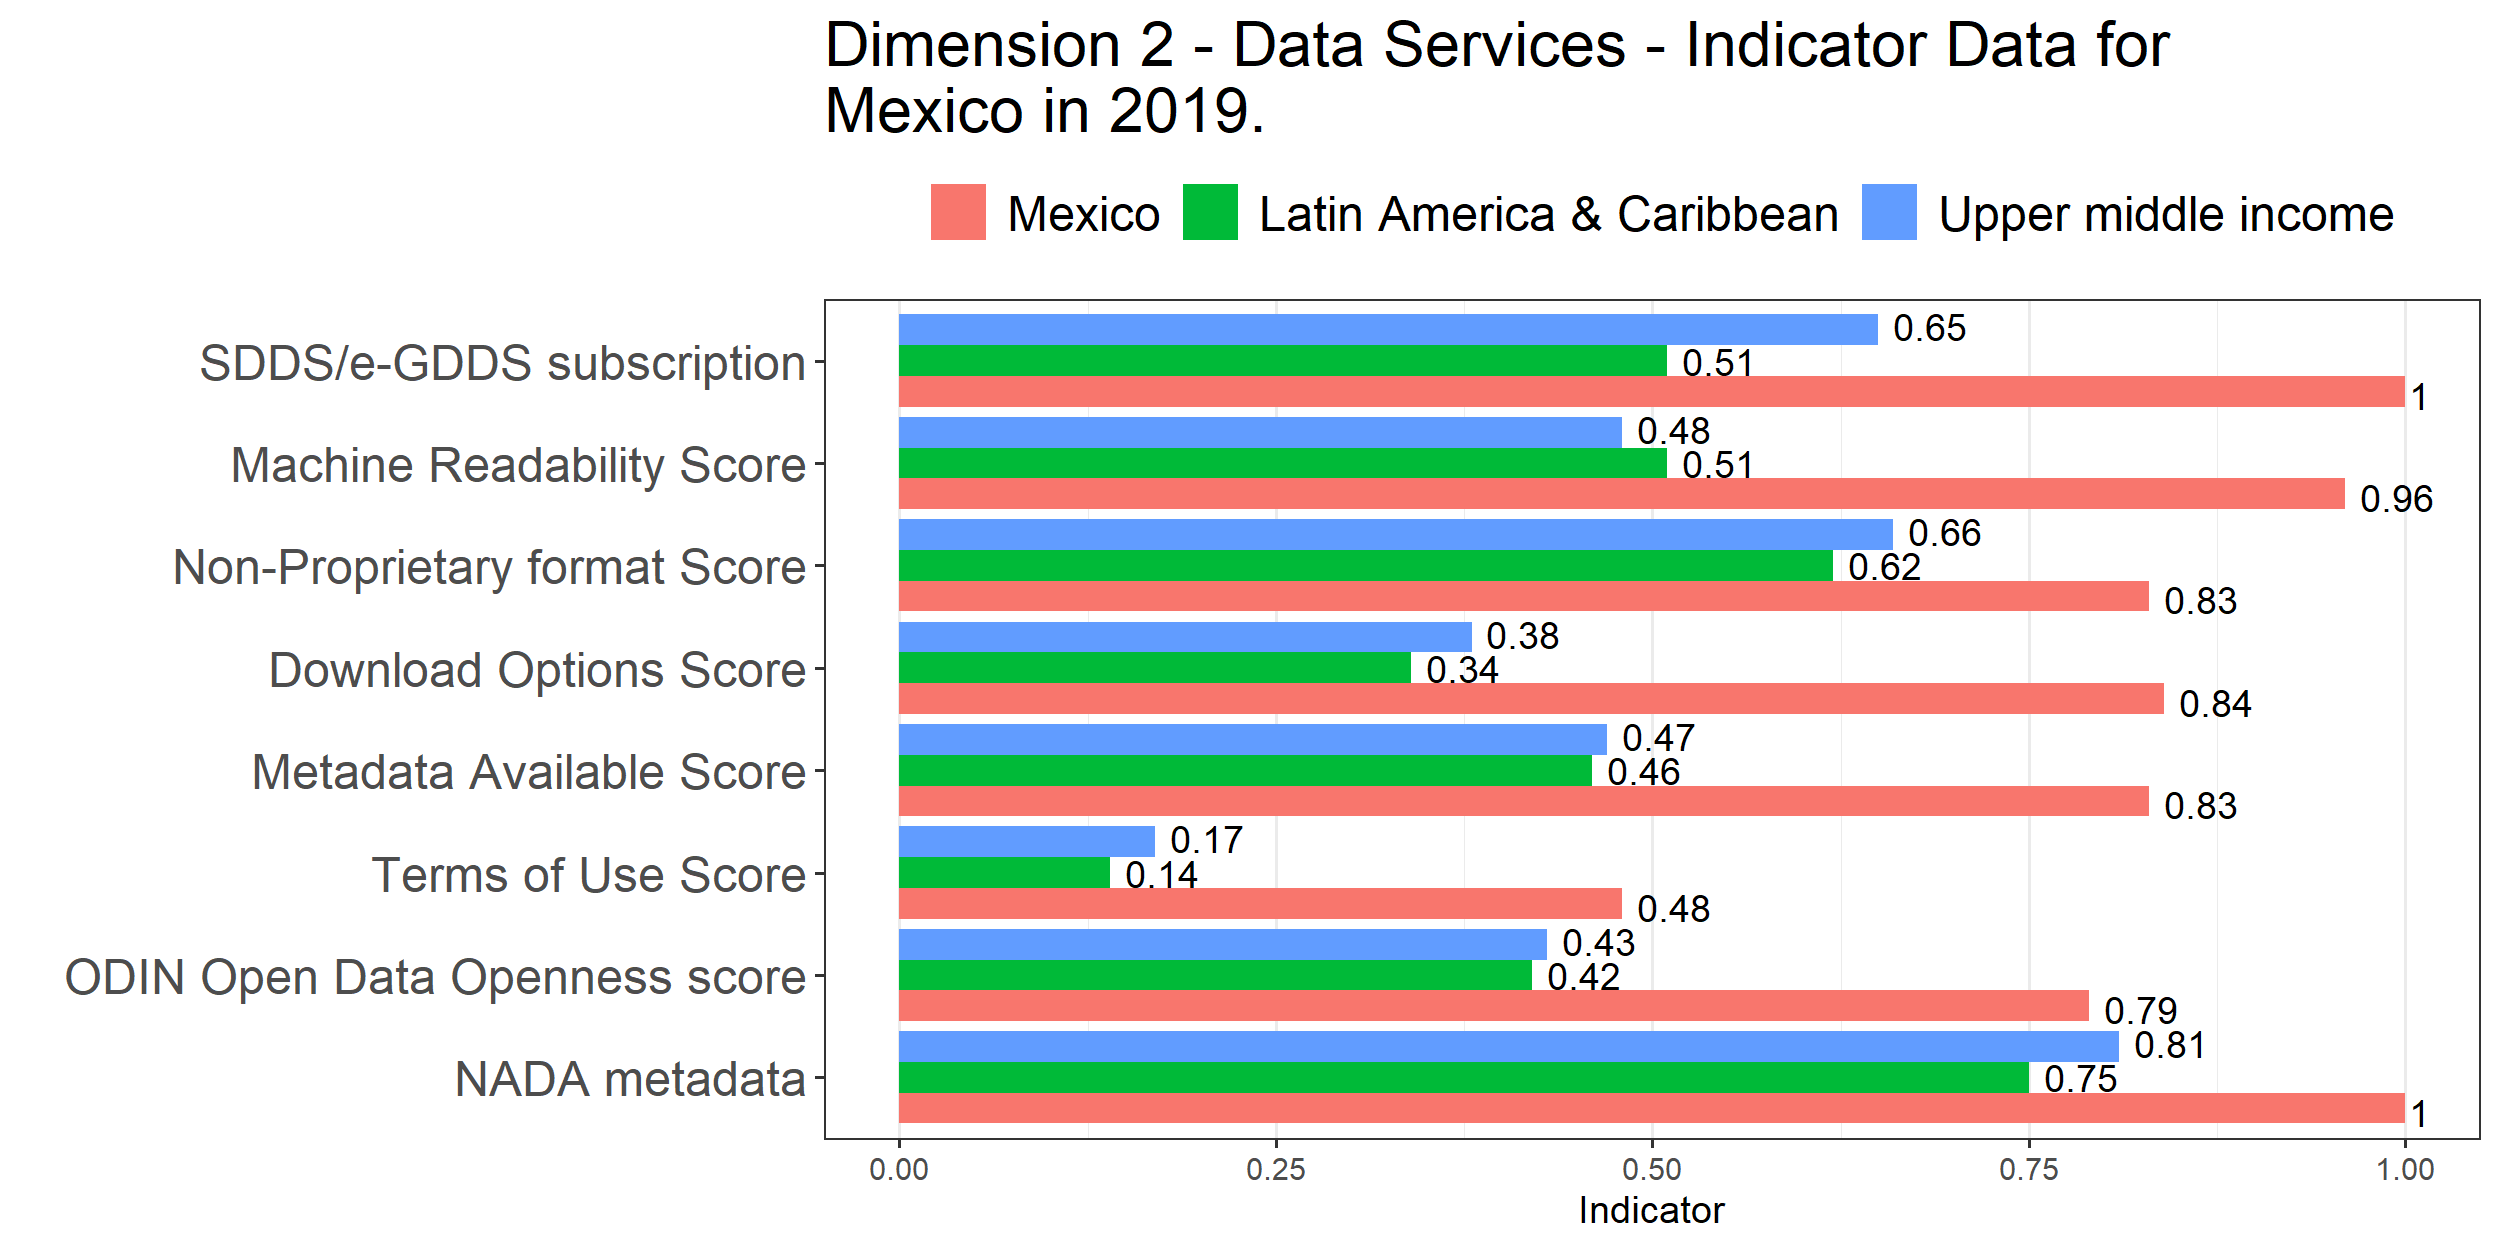 Dimension 2 - Data Services - Indicator Data for
Mexico in 2019.
Mexico
Latin America & Caribbean
Upper middle income
SDDS/e-GDDS subscription
0.65
0.51
1
Machine Readability Score
0.48
0.51
0.96
Non-Proprietary format Score
0.66
0.62
0.83
Download Options Score
0.38
0.34
0.84
Metadata Available Score
0.47
0.46
0.83
Terms of Use Score
0.17
0.14
0.48
ODIN Open Data Openness score
0.43
0.42
0.79
NADA metadata
0.81
0.75
1
0.00
0.25
0.50
0.75
1.00
Indicator